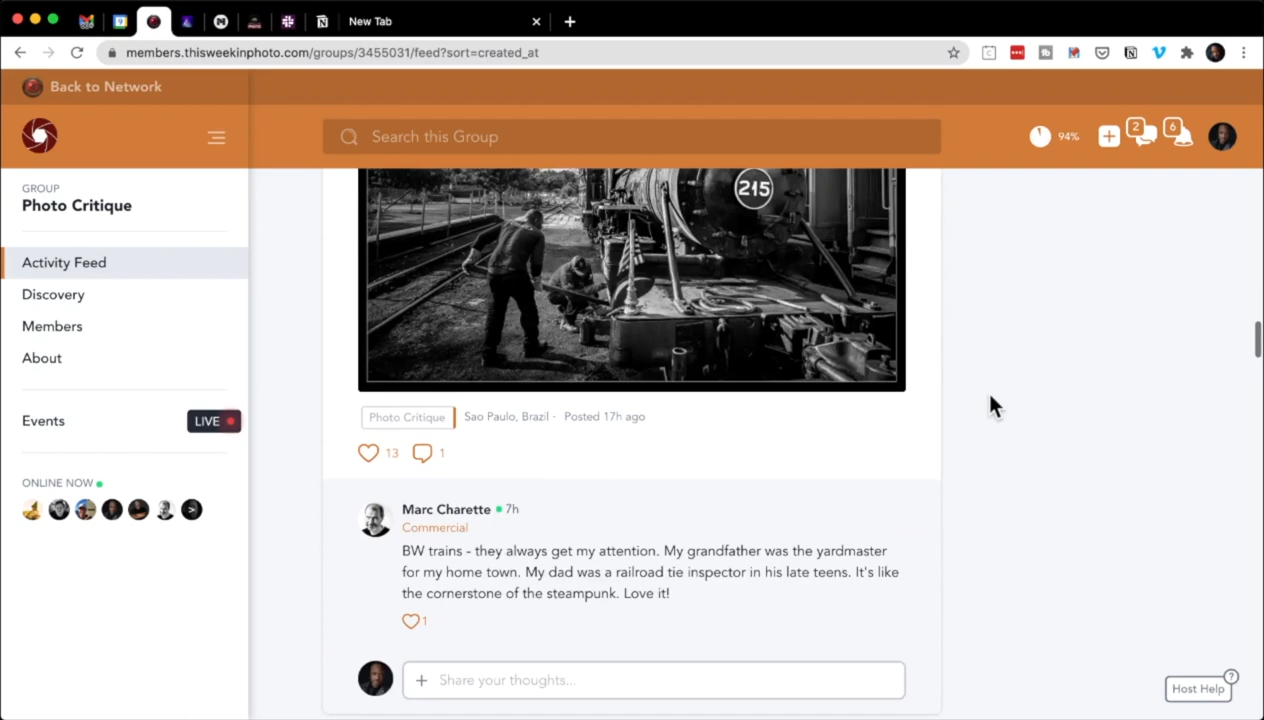 New Tab
members.thisweekinphoto.com/groups/3455031/feed?sort=created_at
Back to Network
Search this Group
94%
2
6
GROUP
Photo Critique
Activity Feed
Discovery
Members
About
Events
LIVE
ONLINE NOW
215
Photo Critique
Sao Paulo, Brazil · Posted 17h ago
13
1
Marc Charette
7h
Commercial
BW trains - they always get my attention. My grandfather was the yardmaster
for my home town. My dad was a railroad tie inspector in his late teens. It's like
the cornerstone of the steampunk. Love it!
1
+ Share your thoughts...
Host Help
?